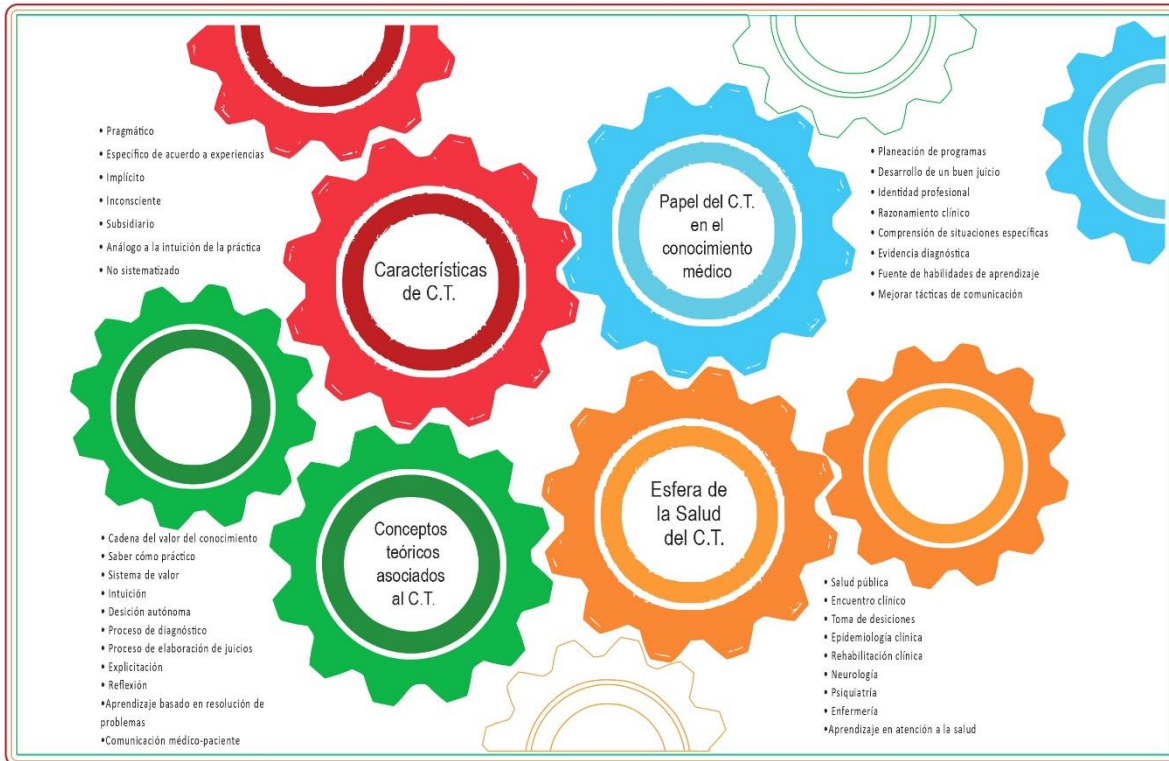 • Pragmático
• Específico de acuerdo a experiencias
• Implícito
• Inconsciente
• Subsidiario
• Análogo a la intuición de la práctica
• No sistematizado
Características
de C.T.
Papel del C.T.
en el
conocimiento
médico
• Planeación de programas
• Desarrollo de un buen juicio
• Identidad profesional
• Razonamiento clínico
• Comprensión de situaciones específicas
• Evidencia diagnóstica
• Fuente de habilidades de aprendizaje
• Mejorar tácticas de comunicación
• Cadena del valor del conocimiento
• Saber cómo práctico
• Sistema de valor
• Intuición
• Desición autónoma
• Proceso de diagnóstico
• Proceso de elaboración de juicios
• Explicitación
• Reflexión
•Aprendizaje basado en resolución de
problemas
•Comunicación médico-paciente
Conceptos
teóricos
asociados
al C.T.
Esfera de
la Salud
del C.T.
• Salud pública
• Encuentro clínico
• Toma de desiciones
• Epidemiología clínica
• Rehabilitación clínica
• Neurología
• Psiquiatría
• Enfermería
•Aprendizaje en atención a la salud